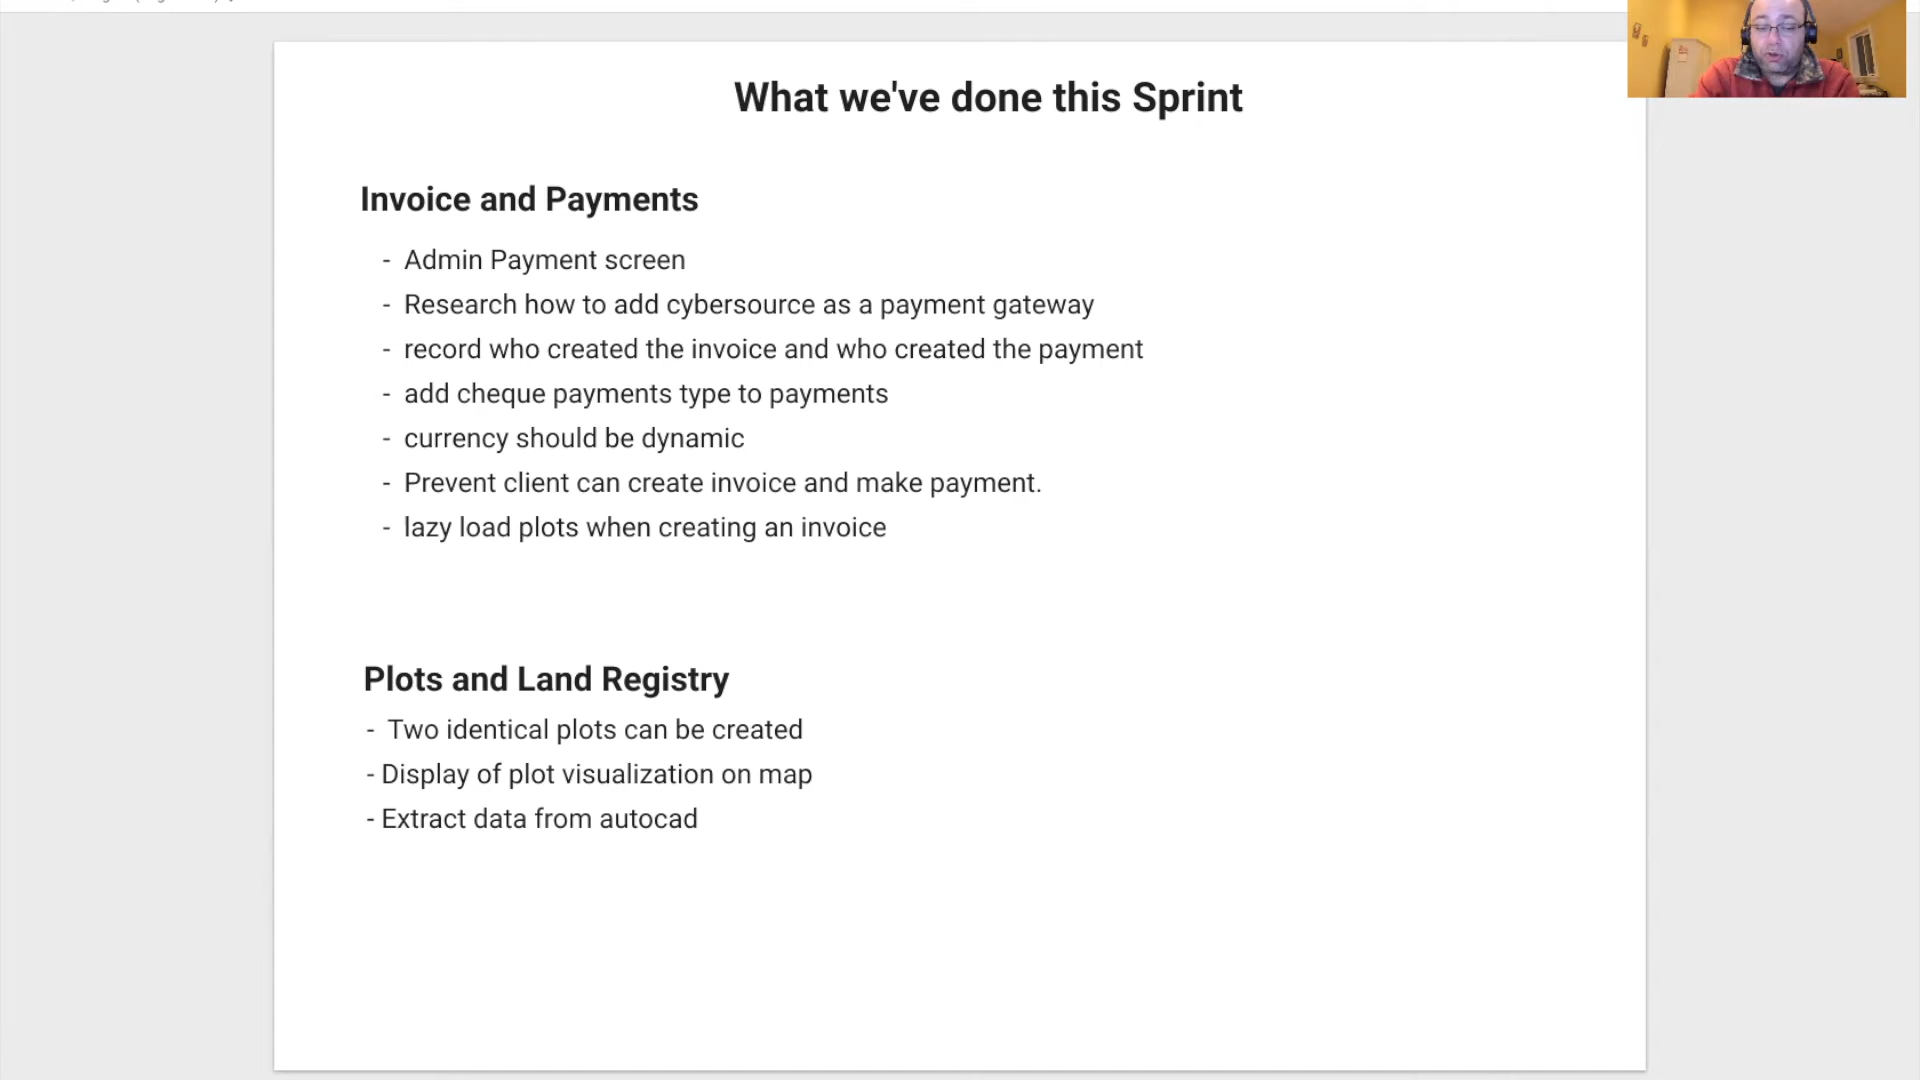 What we've done this Sprint
Invoice and Payments
- Admin Payment screen
- Research how to add cybersource as a payment gateway
- record who created the invoice and who created the payment
- add cheque payments type to payments
- currency should be dynamic
- Prevent client can create invoice and make payment.
- lazy load plots when creating an invoice
Plots and Land Registry
- Two identical plots can be created
- Display of plot visualization on map
- Extract data from autocad